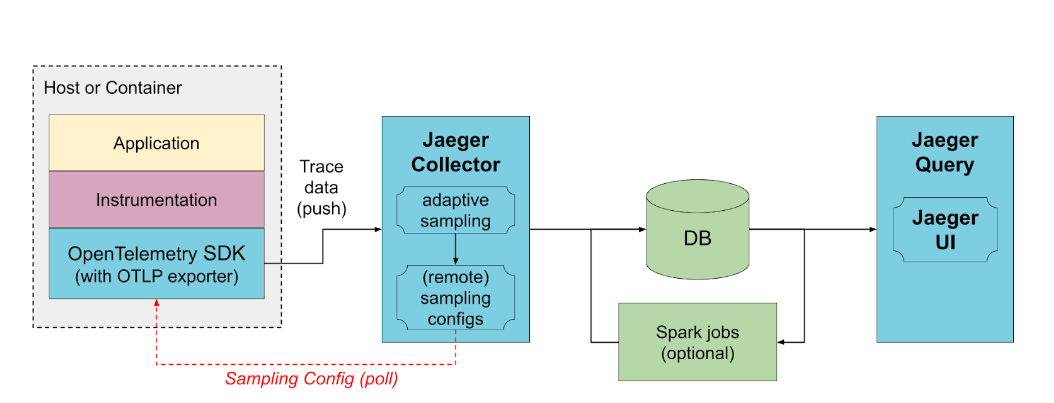 Host or Container
Application
Instrumentation
OpenTelemetry SDK
(with OTLP exporter)
Trace
data
(push)
Jaeger
Collector
adaptive
sampling
(remote)
sampling
configs
Sampling Config (poll)
DB
Spark jobs
(optional)
Jaeger
Query
Jaeger
UI